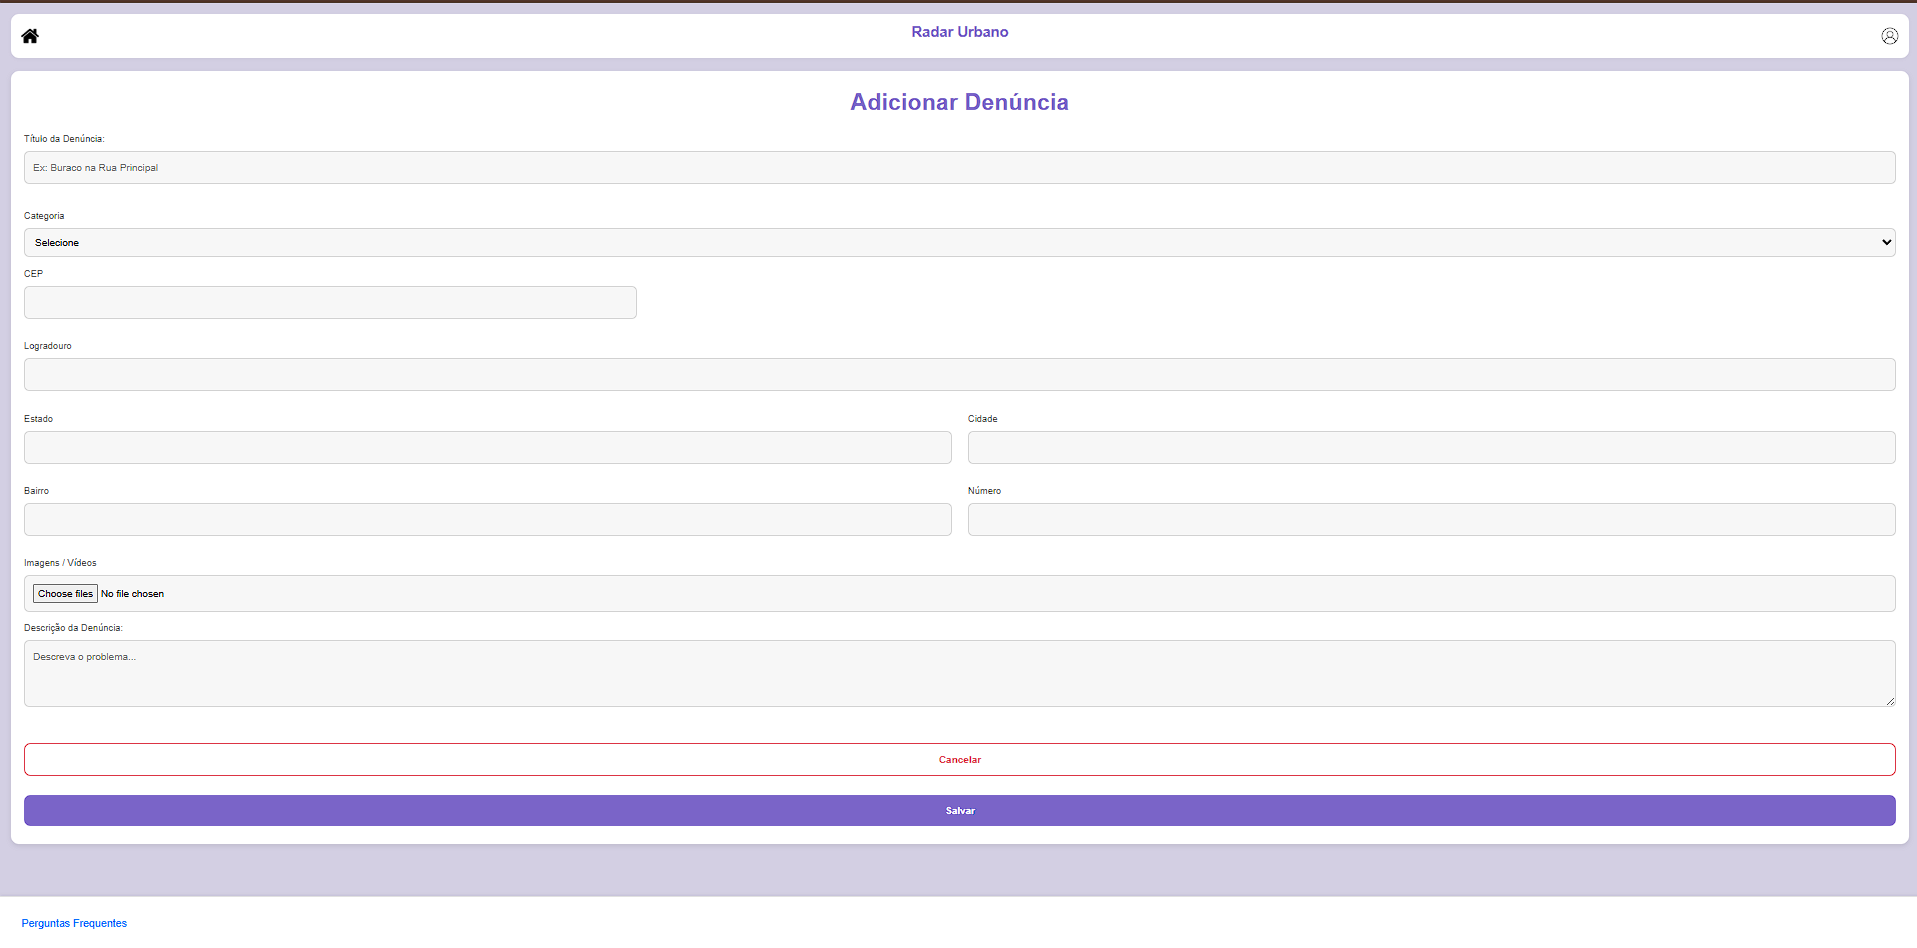 Radar Urbano
Adicionar Denúncia
Título da Denúncia:
Ex: Buraco na Rua Principal
Categoria
Selecione
CEP
Logradouro
Estado
Cidade
Bairro
Número
Imagens / Vídeos
Choose files No file chosen
Descrição da Denúncia:
Descreva o problema...
Cancelar
Salvar
Perguntas Frequentes